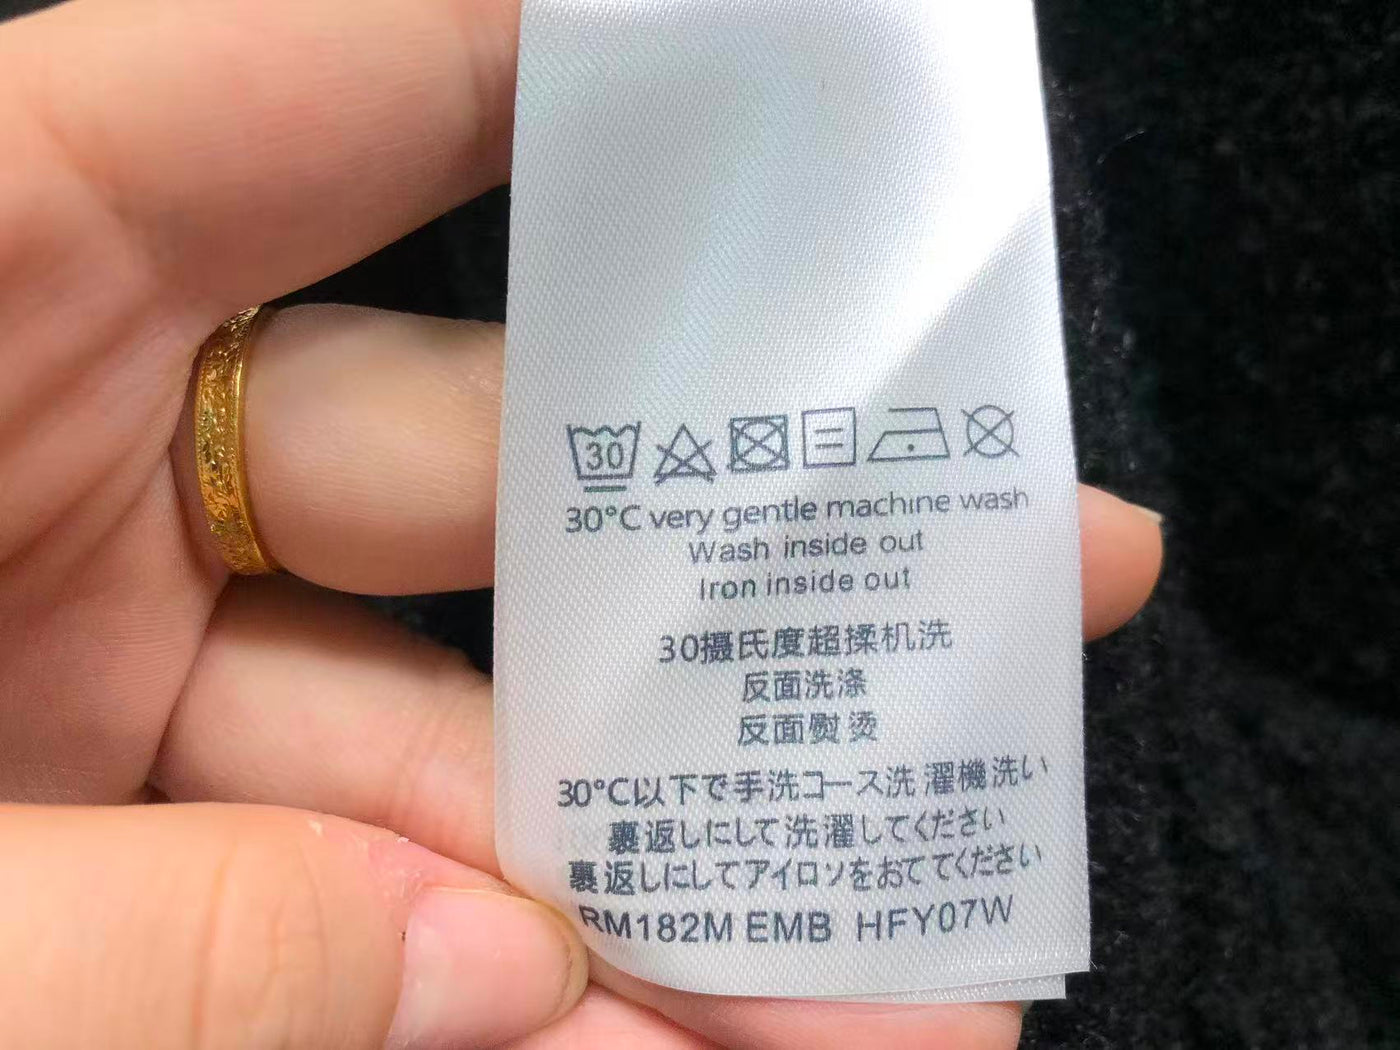 30
30°C very gentle machine wash
Wash inside out
Iron inside out
30摄氏度超揉机洗
反面洗涤
反面熨烫
30°C以下で手洗コース洗濯機洗い
裏返しにして洗濯してください
裏返しにしてアイロソをおててください
RM182M EMB HFY07W